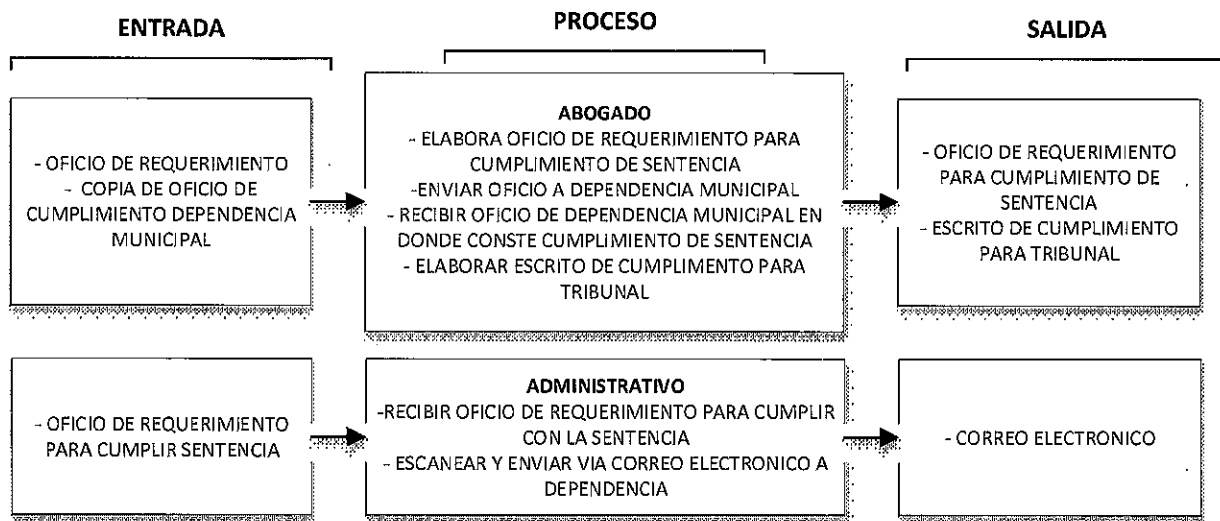 ENTRADA
PROCESO
SALIDA
- OFICIO DE REQUERIMIENTO
- COPIA DE OFICIO DE
CUMPLIMIENTO DEPENDENCIA
MUNICIPAL
ABOGADO
- ELABORA OFICIO DE REQUERIMIENTO PARA
CUMPLIMIENTO DE SENTENCIA
- ENVIAR OFICIO A DEPENDENCIA MUNICIPAL
- RECIBIR OFICIO DE DEPENDENCIA MUNICIPAL EN
DONDE CONSTE CUMPLIMIENTO DE SENTENCIA
- ELABORAR ESCRITO DE CUMPLIMENTO PARA
TRIBUNAL
- OFICIO DE REQUERIMIENTO
PARA CUMPLIMIENTO DE
SENTENCIA
- ESCRITO DE CUMPLIMIENTO
PARA TRIBUNAL
- OFICIO DE REQUERIMIENTO
PARA CUMPLIR SENTENCIA
ADMINISTRATIVO
-RECIBIR OFICIO DE REQUERIMIENTO PARA CUMPLIR
CON LA SENTENCIA
- ESCANEAR Y ENVIAR VIA CORREO ELECTRONICO A
DEPENDENCIA
- CORREO ELECTRONICO